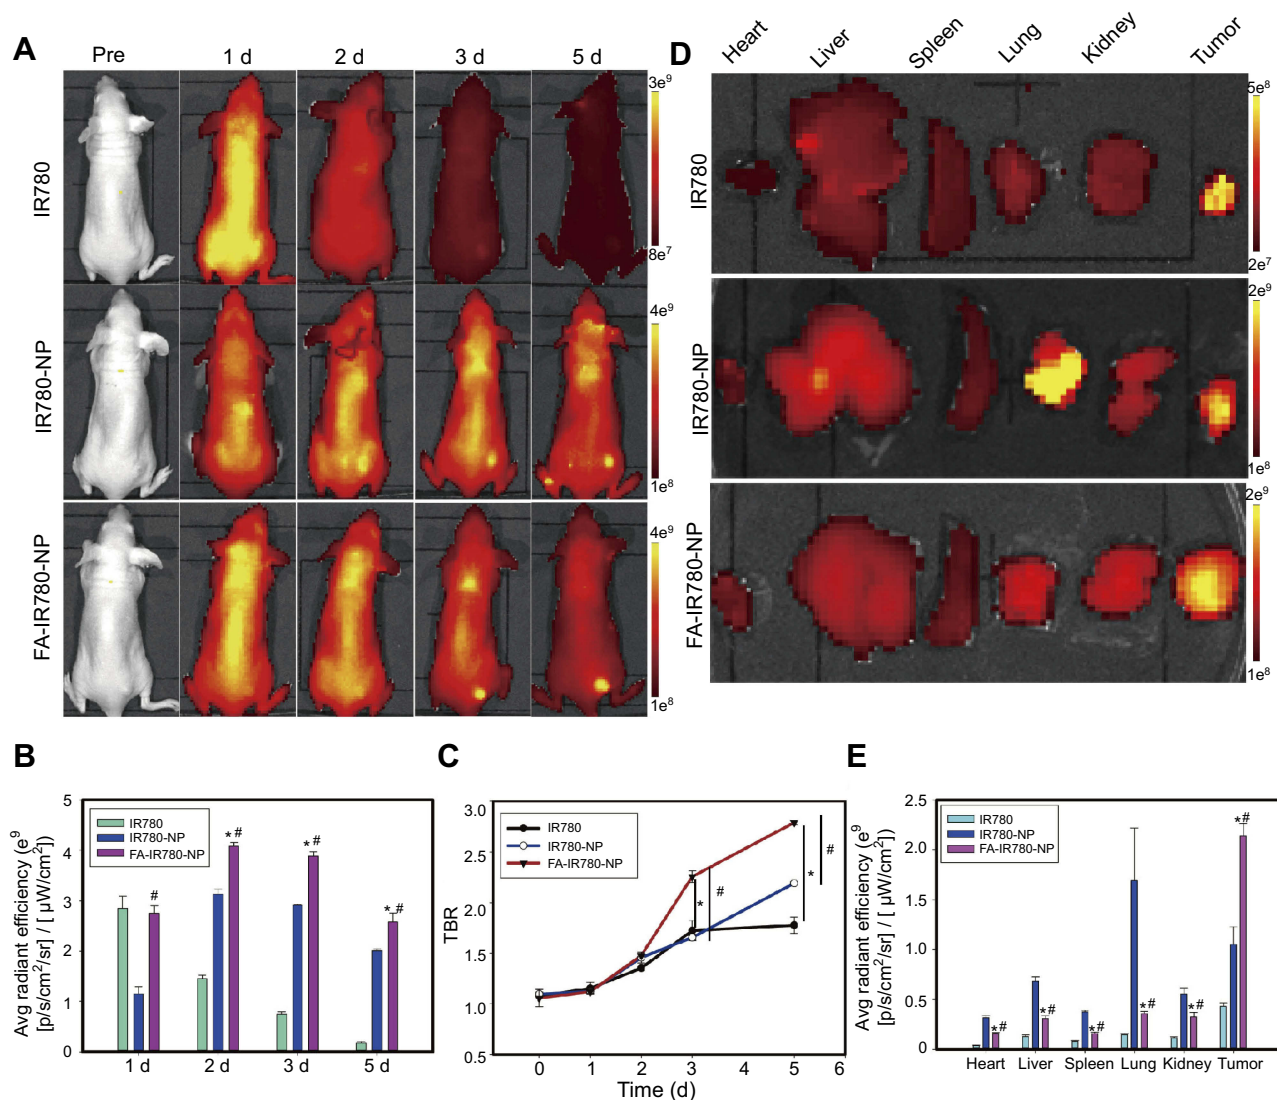 A
Pre
1 d
2 d
3 d
5 d
IR780
IR780-NP
FA-IR780-NP
3e⁹
8e⁷
4e⁹
1e⁸
4e⁹
1e⁸
D
Heart
Liver
Spleen
Lung
Kidney
Tumor
IR780
IR780-NP
FA-IR780-NP
5e⁸
2e⁷
2e⁹
1e⁸
2e⁹
1e⁸
B
Avg radiant efficiency (e⁹
[p/s/cm²/sr] / [ µW/cm²]
5
4
3
2
1
0
IR780
IR780-NP
FA-IR780-NP
#
* #
* #
* #
1 d
2 d
3 d
5 d
C
TBR
3.0
2.5
2.0
1.5
1.0
0.5
IR780
IR780-NP
FA-IR780-NP
*
#
*
#
0
1
2
3
4
5
6
Time (d)
E
Avg radiant efficiency (e⁹
[p/s/cm²/sr] / [ µW/cm²]
2.5
2.0
1.5
1.0
0.5
0
IR780
IR780-NP
FA-IR780-NP
*#
*#
*#
*#
*#
*#
Heart
Liver
Spleen
Lung
Kidney
Tumor